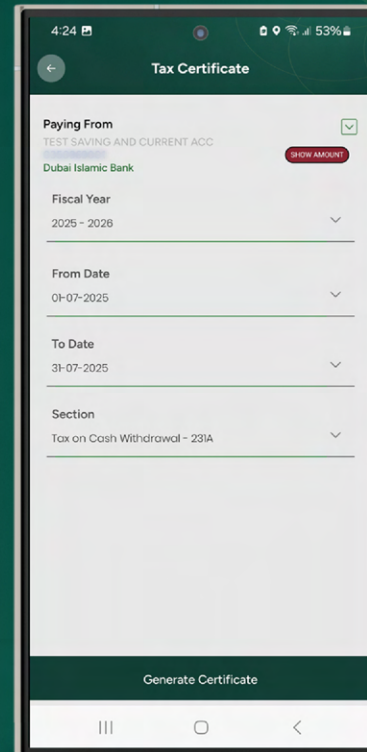 4:24 53%
Tax Certificate
Paying From
TEST SAVING AND CURRENT ACC
SHOW AMOUNT
Dubai Islamic Bank
Fiscal Year
2025 - 2026
From Date
01-07-2025
To Date
31-07-2025
Section
Tax on Cash Withdrawal - 231A
Generate Certificate